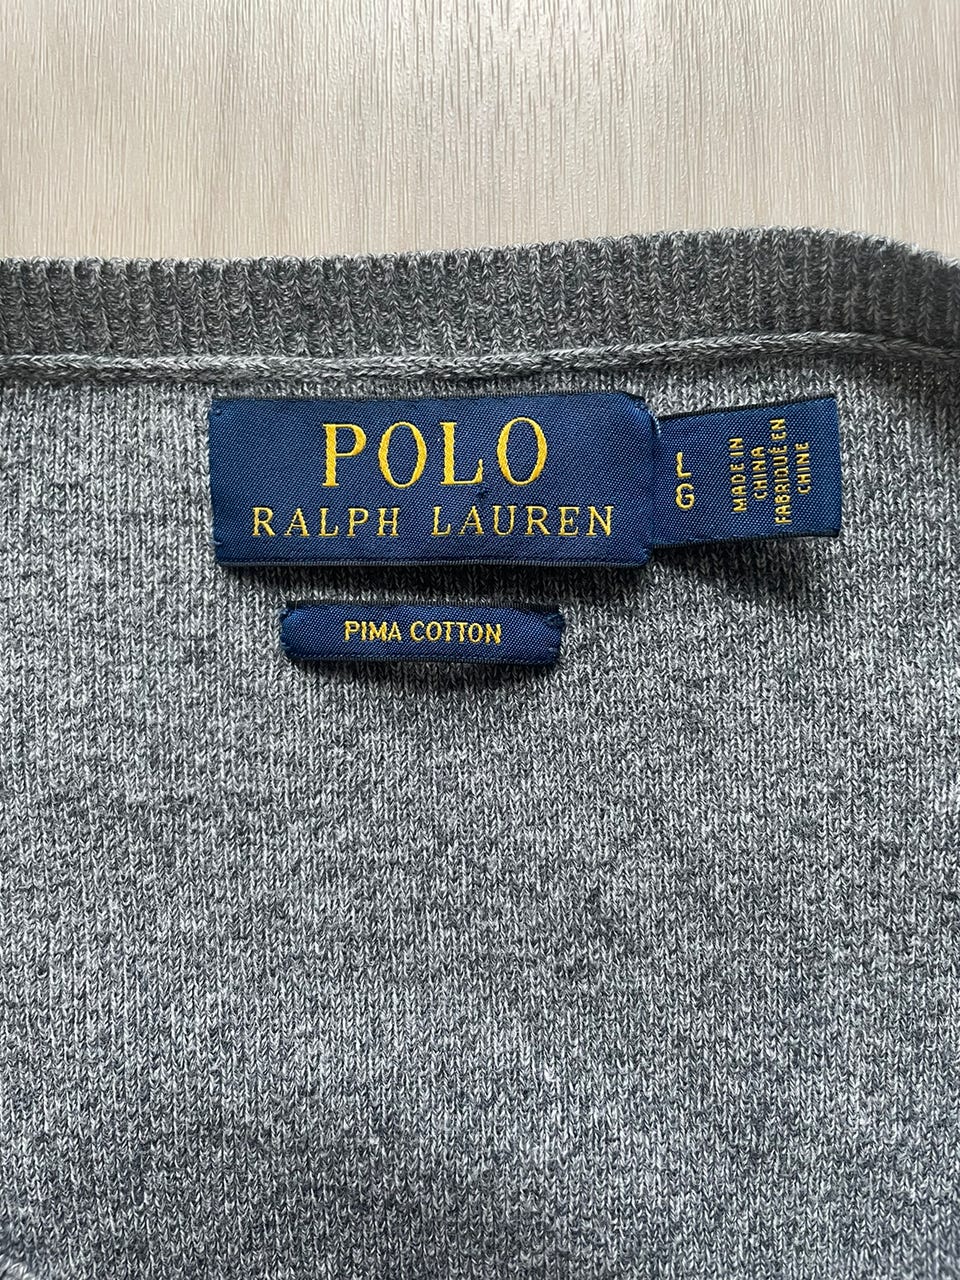 POLO
RALPH LAUREN
L
G
MADE IN
CHINA
FABRIQUÉ EN
CHINE
PIMA COTTON